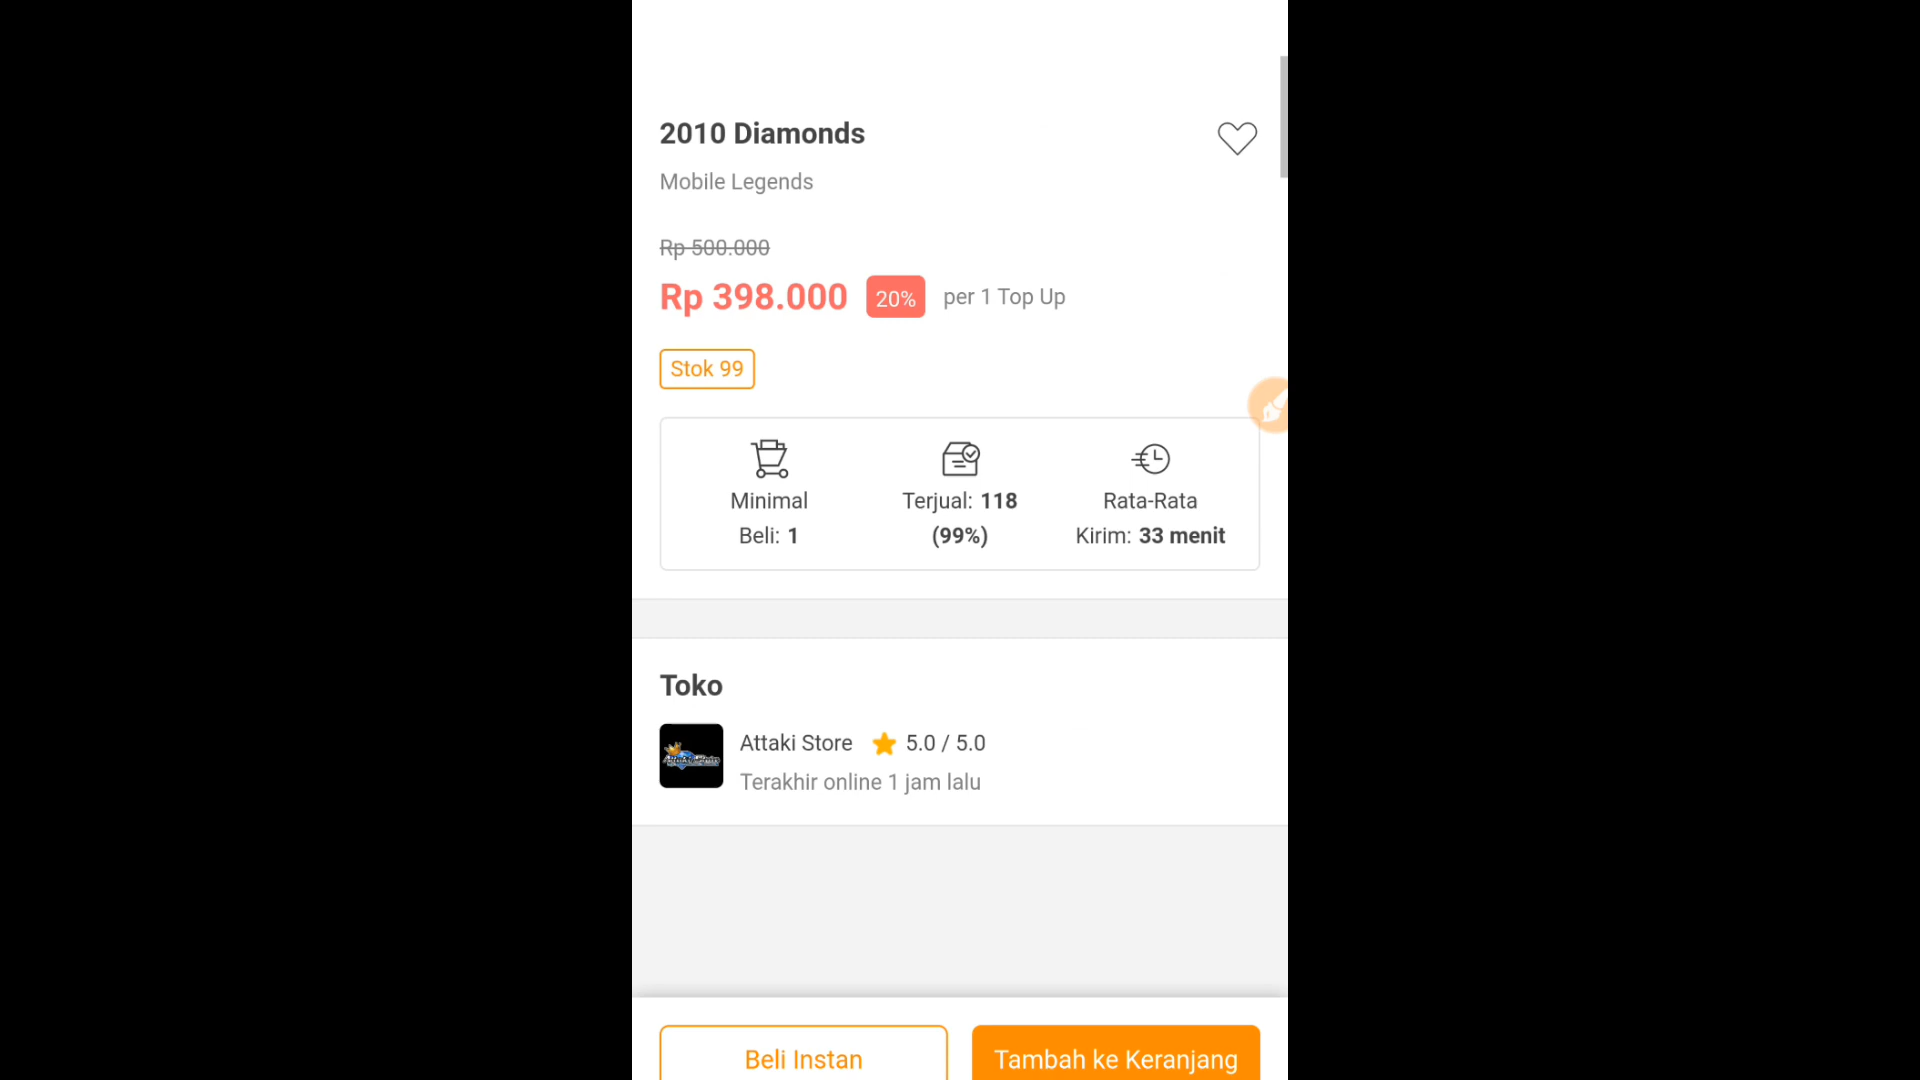 2010 Diamonds
Mobile Legends
Rp 500.000
Rp 398.000 20% per 1 Top Up
Stok 99
Minimal
Beli: 1
Terjual: 118
(99%)
Rata-Rata
Kirim: 33 menit
Toko
Attaki Store 5.0 / 5.0
Terakhir online 1 jam lalu
Beli Instan
Tambah ke Keranjang